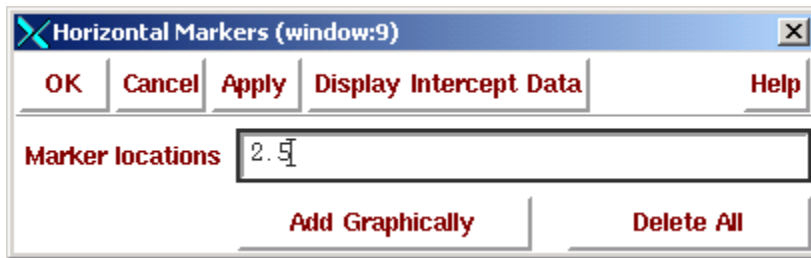 Horizontal Markers (window:9)
OK Cancel Apply Display Intercept Data Help
Marker locations 2.5
Add Graphically Delete All